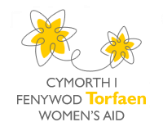 CYMORTH I
FENYWOD Torfaen
WOMEN'S AID